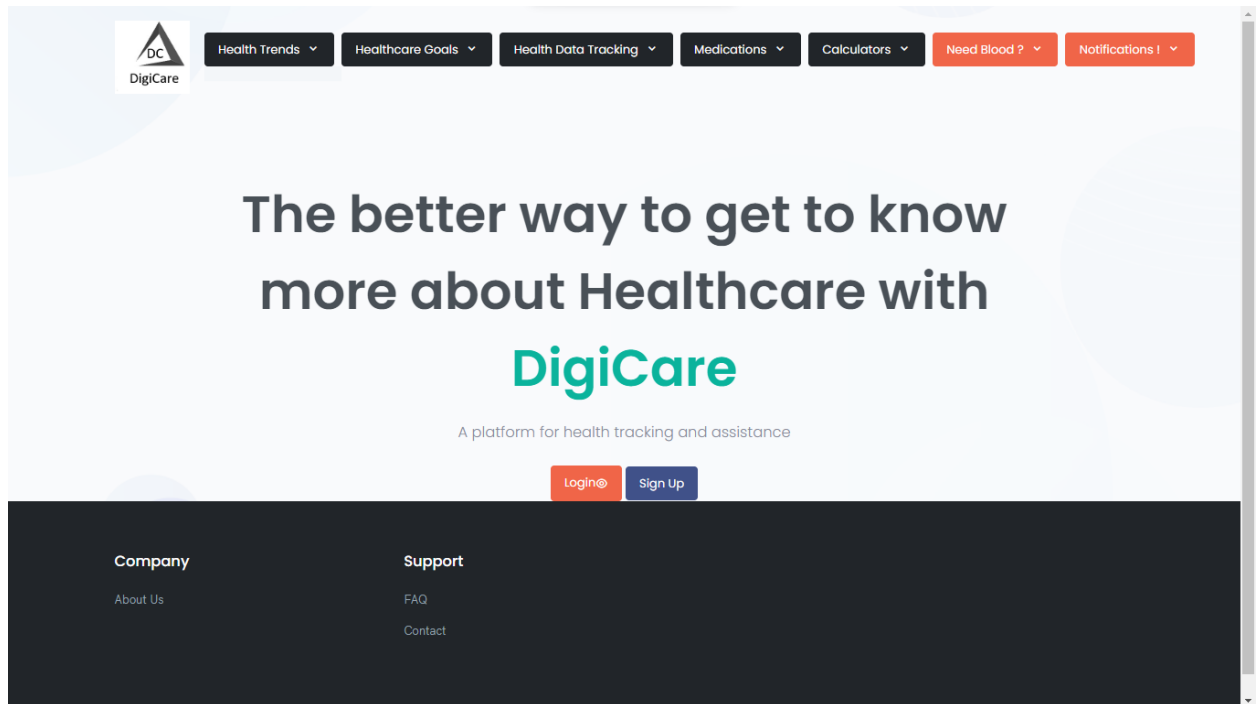 DC
DigiCare
Health Trends
Healthcare Goals
Health Data Tracking
Medications
Calculators
Need Blood ?
Notifications !
The better way to get to know
more about Healthcare with
DigiCare
A platform for health tracking and assistance
Login
Sign Up
Company
Support
About Us
FAQ
Contact